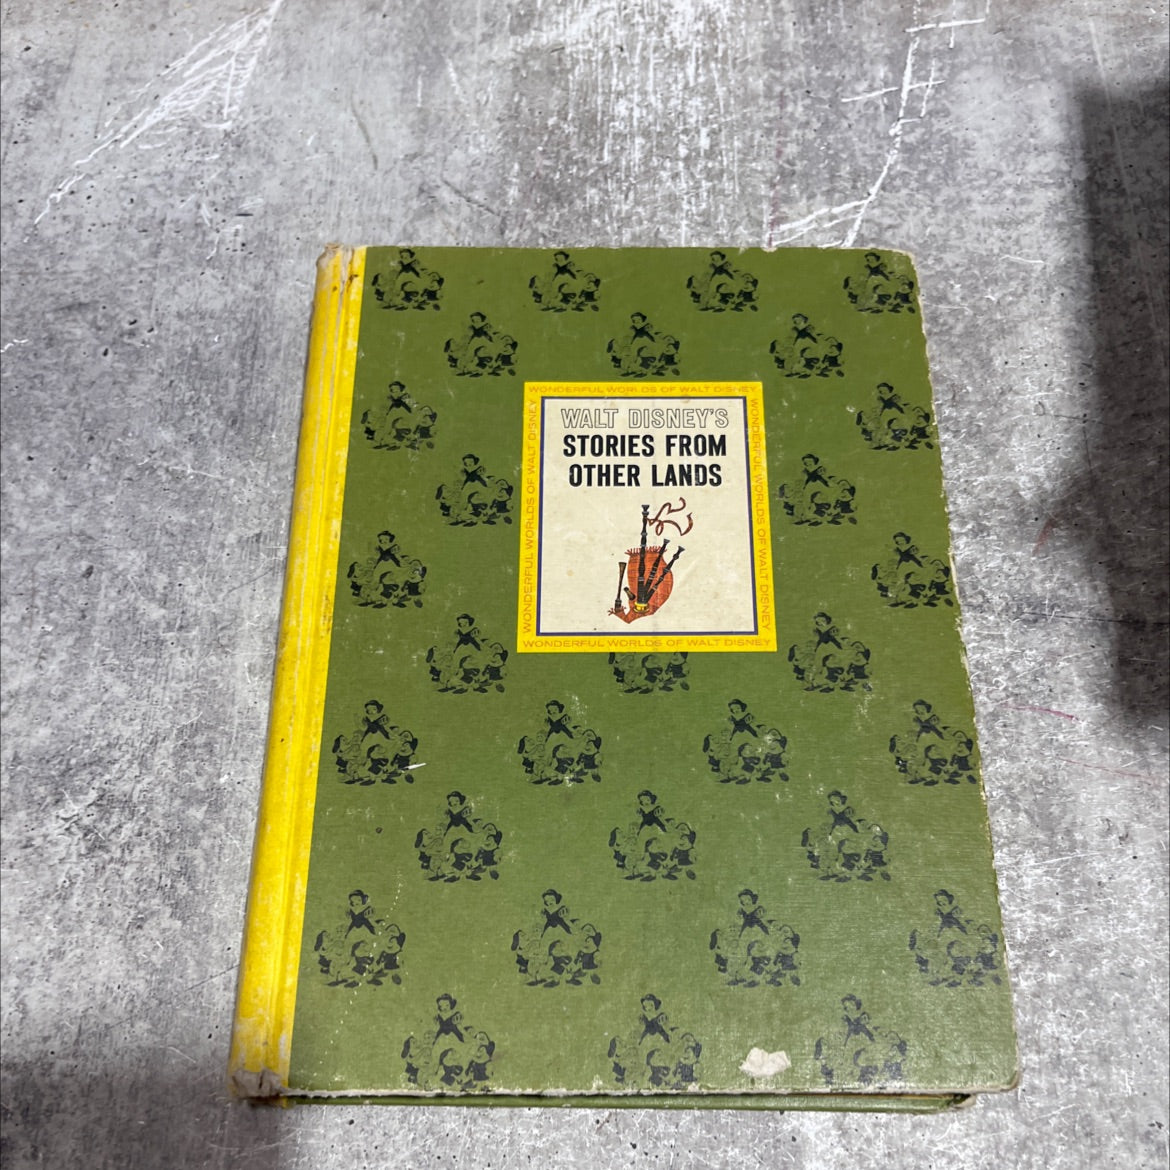 WONDERFUL WORLDS OF WALT DISNEY
WALT DISNEY'S
STORIES FROM
OTHER LANDS
WONDERFUL WORLDS OF WALT DISNEY
WONDERFUL WORLDS OF WALT DISNEY
WONDERFUL WORLDS OF WALT DISNEY